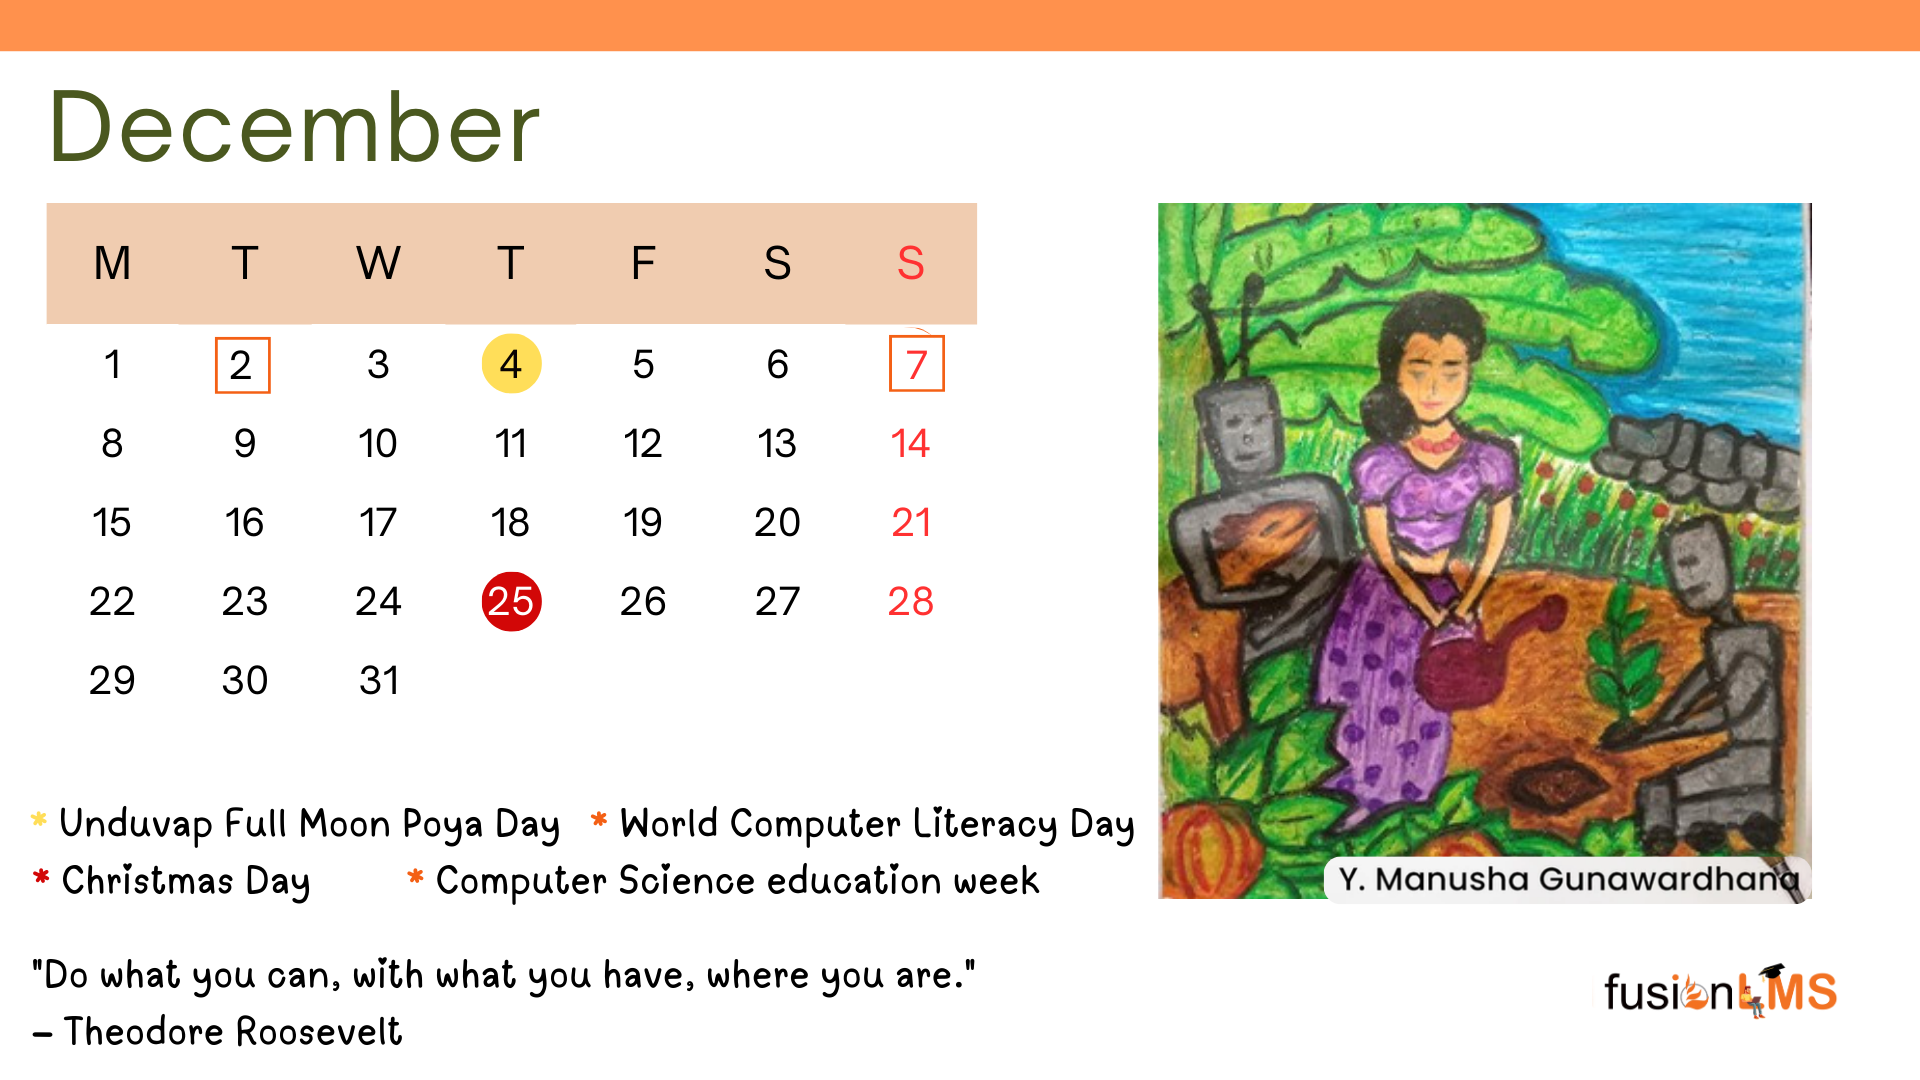 December
M T W T F S S
1 2 3 4 5 6 7
8 9 10 11 12 13 14
15 16 17 18 19 20 21
22 23 24 25 26 27 28
29 30 31
* Unduvap Full Moon Poya Day * World Computer Literacy Day
* Christmas Day * Computer Science education week
"Do what you can, with what you have, where you are."
– Theodore Roosevelt
Y. Manusha Gunawardhana
fusionLMS